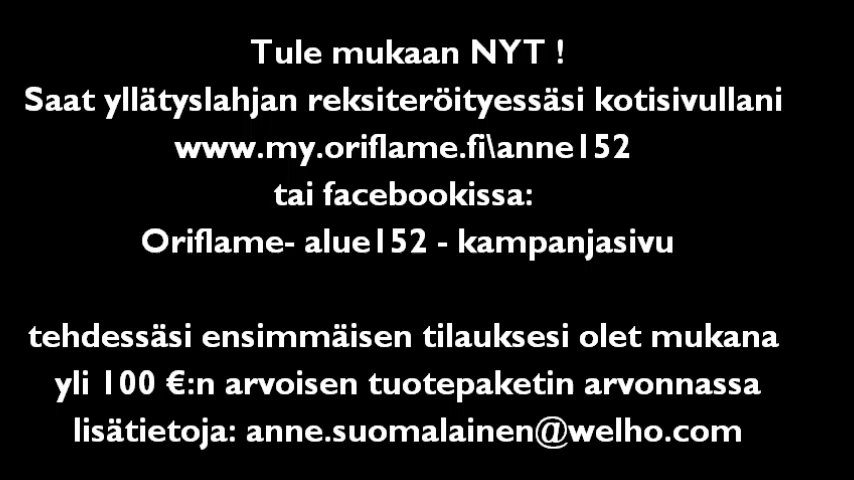 Tule mukaan NYT !
Saat yllätyslahjan reksiteröityessäsi kotisivullani
www.my.oriflame.fi\anne152
tai facebookissa:
Oriflame- alue152 - kampanjasivu
tehdessäsi ensimmäisen tilauksesi olet mukana
yli 100 €:n arvoisen tuotepaketin arvonnassa
lisätietoja: anne.suomalainen@welho.com